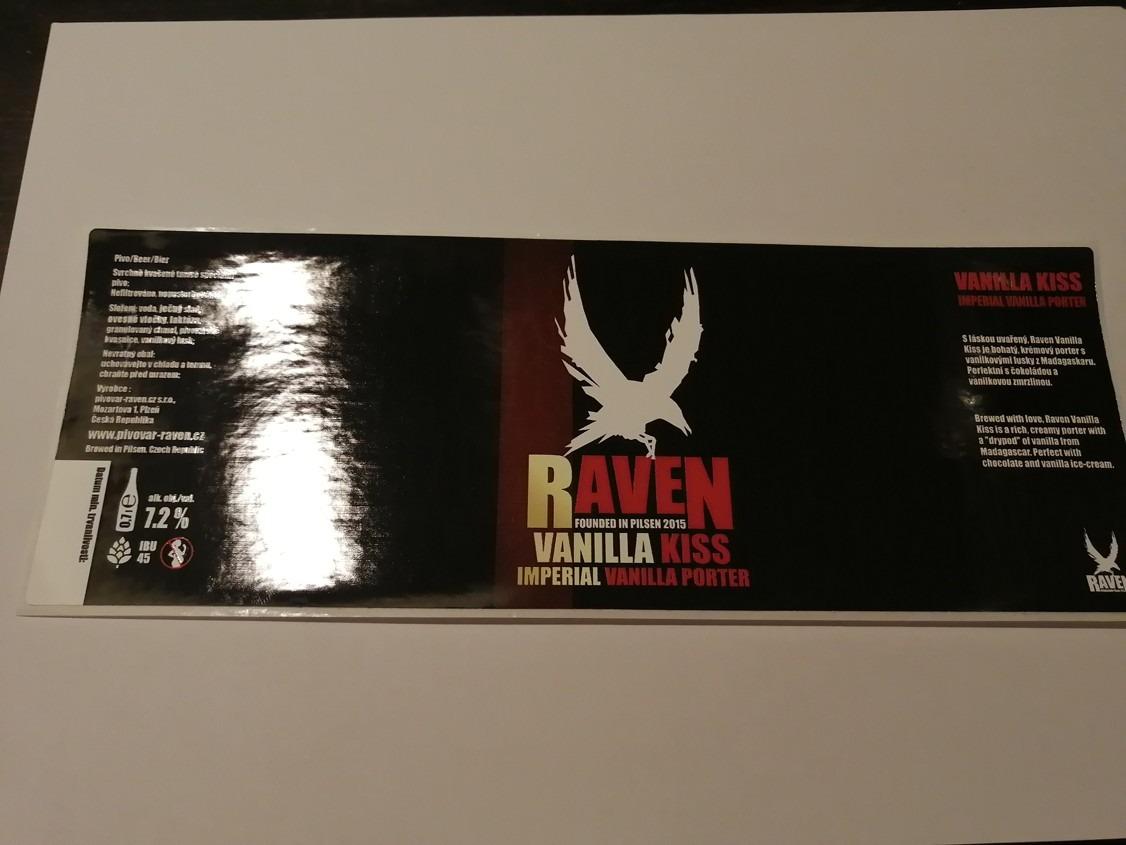 Pivo/Beer/Bier
Svrchně kvašené tmavé speciální
pivo;
Nefiltrováno,
Složení: voda, ječný slad,
ovesné vločky, laktóza,
granulovaný chmel,
kvasnice, vanilkový lusk;
Nevratný obal;
uchovávejte v chladu a temnu,
chraňte před mrazem;
Výrobce :
pivovar-raven.cz s.r.o.,
Mozartova 1, Plzeň
Česká Republika
www.pivovar-raven.cz
Brewed in Pilsen, Czech Republic
Datum min. trvanlivosti:
0,7 l e
alk. obj./vol.
7.2 %
IBU
45
RAVEN
FOUNDED IN PILSEN 2015
VANILLA KISS
IMPERIAL VANILLA PORTER
VANILLA KISS
IMPERIAL VANILLA PORTER
S láskou uvařený, Raven Vanilla
Kiss je bohatý, krémový porter s
vanilkovými lusky z Madagaskaru.
Perfektní s čokoládou a
vanilkovou zmrzlinou.
Brewed with love, Raven Vanilla
Kiss is a rich, creamy porter with
a "drypod" of vanilla from
Madagascar. Perfect with
chocolate and vanilla ice-cream.
RAVEN